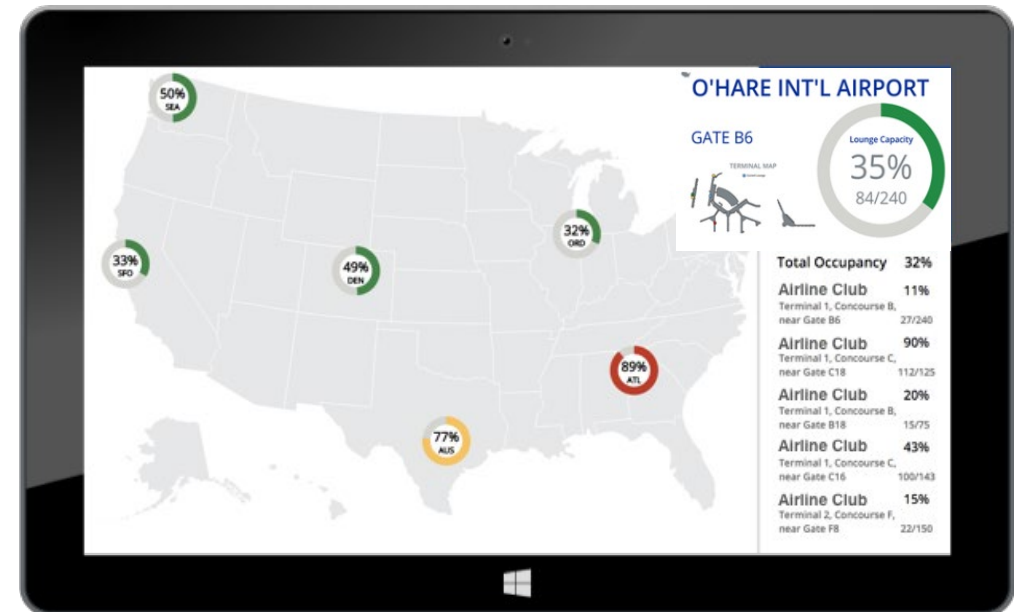 50%
SEA
33%
SFO
49%
DEN
32%
ORD
89%
ATL
77%
AUS
O'HARE INT'L AIRPORT
GATE B6
TERMINAL MAP
Lounge Capacity
35%
84/240
Total Occupancy 32%
Airline Club 11%
Terminal 1, Concourse B,
near Gate B6 27/240
Airline Club 90%
Terminal 1, Concourse C,
near Gate C18 112/125
Airline Club 20%
Terminal 1, Concourse B,
near Gate B18 15/75
Airline Club 43%
Terminal 1, Concourse C,
near Gate C16 100/143
Airline Club 15%
Terminal 2, Concourse F,
near Gate F8 22/150